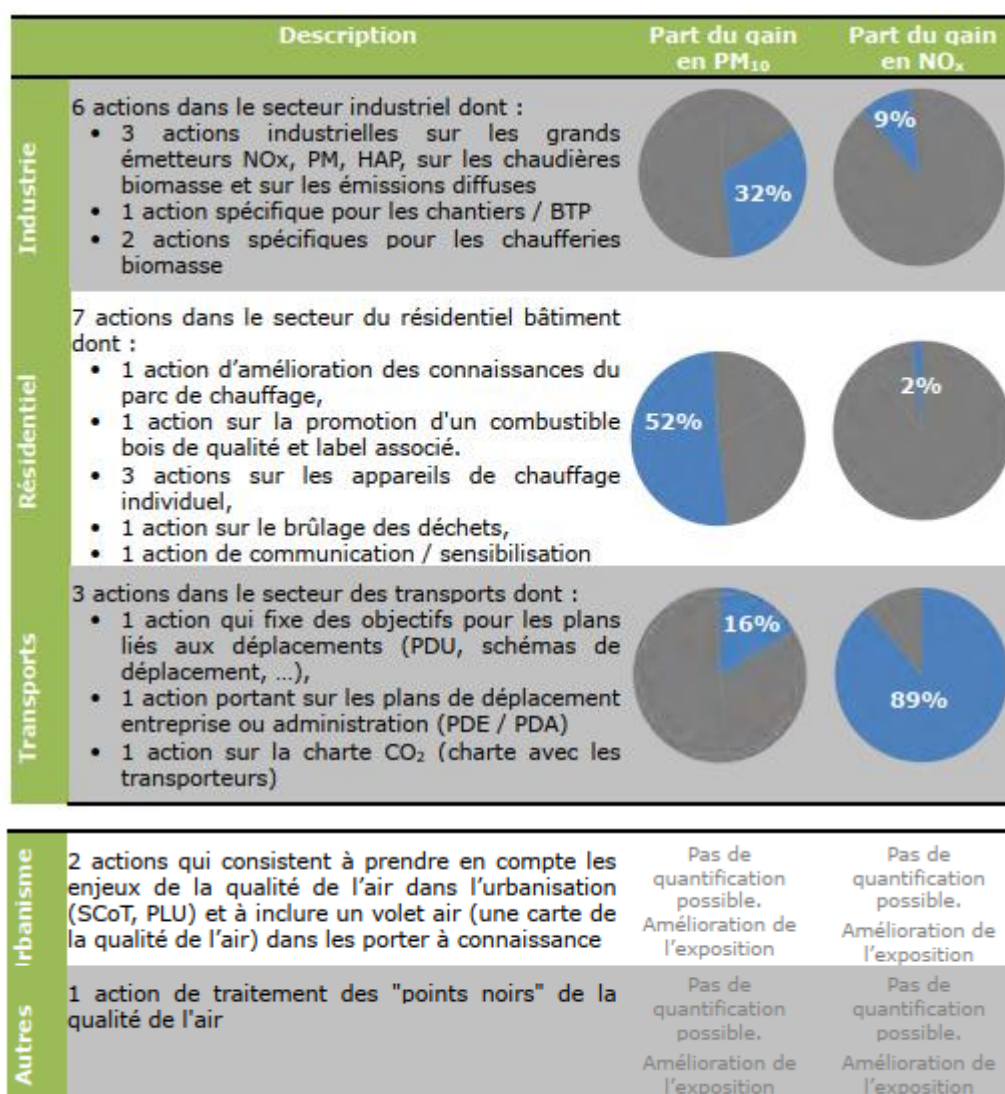 Description
Part du gain
en PM₁₀
Part du gain
en NOₓ
Industrie
6 actions dans le secteur industriel dont :
• 3 actions industrielles sur les grands
émetteurs NOx, PM, HAP, sur les chaudières
biomasse et sur les émissions diffuses
• 1 action spécifique pour les chantiers / BTP
• 2 actions spécifiques pour les chaufferies
biomasse
32%
9%
Résidentiel
7 actions dans le secteur du résidentiel bâtiment
dont :
• 1 action d'amélioration des connaissances du
parc de chauffage,
• 1 action sur la promotion d'un combustible
bois de qualité et label associé.
• 3 actions sur les appareils de chauffage
individuel,
• 1 action sur le brûlage des déchets,
• 1 action de communication / sensibilisation
52%
2%
Transports
3 actions dans le secteur des transports dont :
• 1 action qui fixe des objectifs pour les plans
liés aux déplacements (PDU, schémas de
déplacement, …),
• 1 action portant sur les plans de déplacement
entreprise ou administration (PDE / PDA)
• 1 action sur la charte CO₂ (charte avec les
transporteurs)
16%
89%
rbanisme
2 actions qui consistent à prendre en compte les
enjeux de la qualité de l'air dans l'urbanisation
(SCoT, PLU) et à inclure un volet air (une carte de
la qualité de l'air) dans les porter à connaissance
Pas de
quantification
possible.
Amélioration de
l'exposition
Pas de
quantification
possible.
Amélioration de
l'exposition
Autres
1 action de traitement des "points noirs" de la
qualité de l'air
Pas de
quantification
possible.
Amélioration de
l'exposition
Pas de
quantification
possible.
Amélioration de
l'exposition